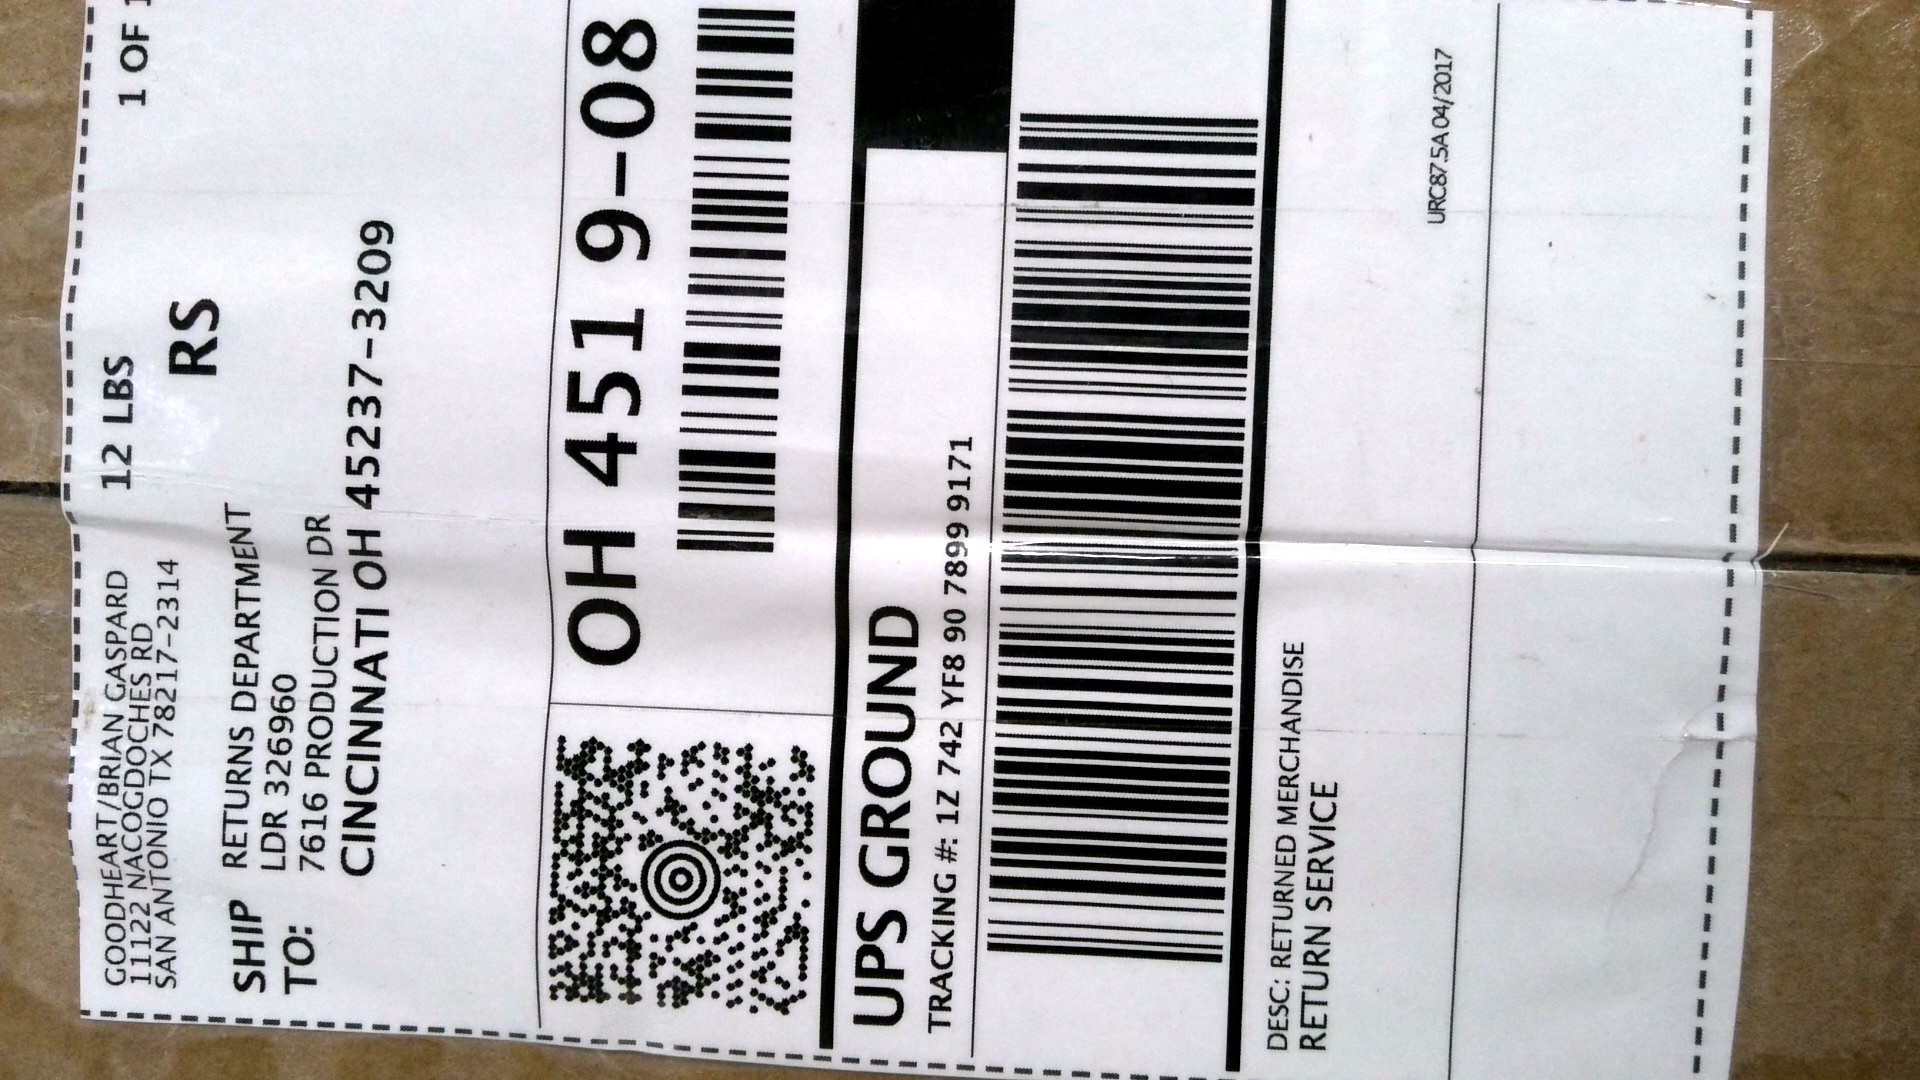 GOODHEART/BRIAN GASPARD
11122 NACOGDOCHES RD
SAN ANTONIO TX 78217-2314
12 LBS
1 OF 1
RS
SHIP TO:
RETURNS DEPARTMENT
LDR 326960
7616 PRODUCTION DR
CINCINNATI OH 45237-3209
OH 451 9-08
UPS GROUND
TRACKING #: 1Z 742 YF8 90 7899 9171
DESC: RETURNED MERCHANDISE
RETURN SERVICE
URC87.5A 04/2017